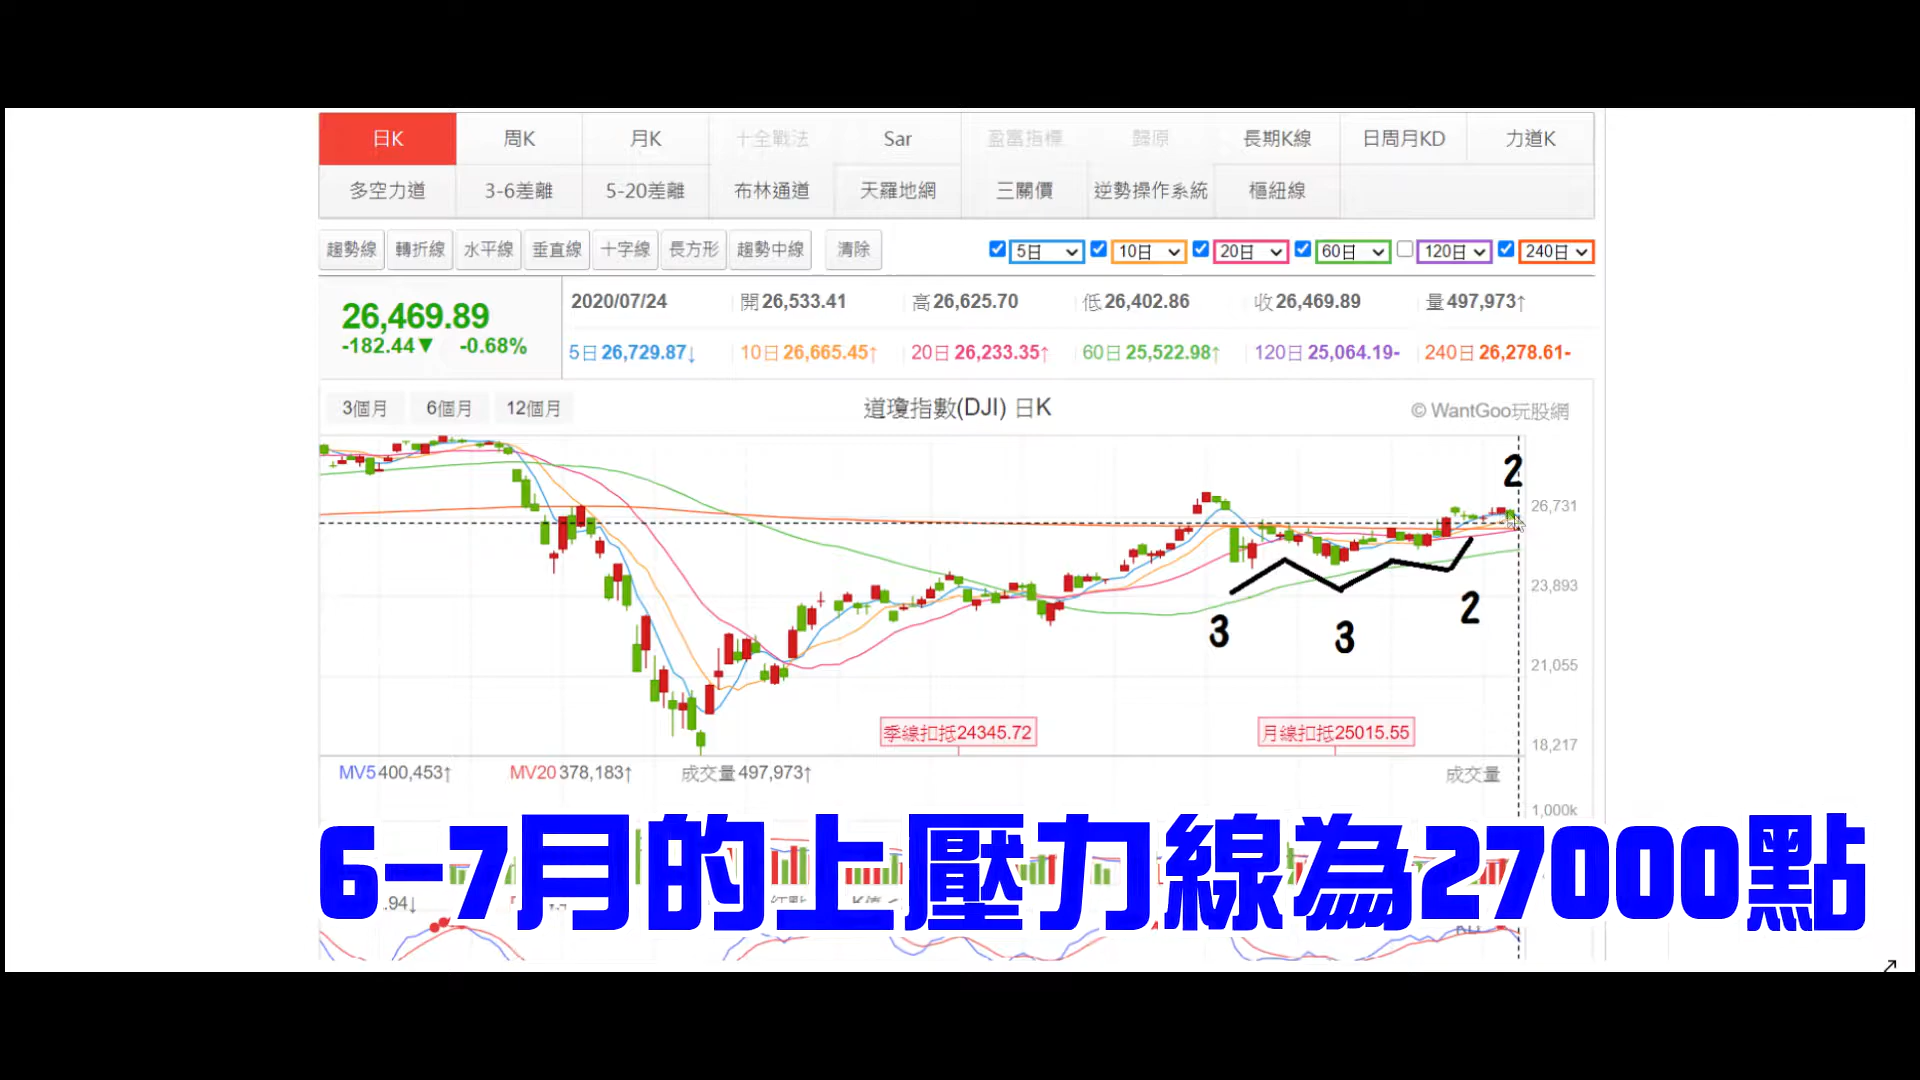 日K 周K 月K 十全戰法 Sar 盈富指標 歸原 長期K線 日周月KD 力道K
多空力道 3-6差離 5-20差離 布林通道 天羅地網 三關價 逆勢操作系統 樞紐線
趨勢線 轉折線 水平線 垂直線 十字線 長方形 趨勢中線 清除 5日 10日 20日 60日 120日 240日
26,469.89
-182.44▼ -0.68%
2020/07/24 開26,533.41 高26,625.70 低26,402.86 收26,469.89 量497,973↑
5日26,729.87↓ 10日26,665.45↑ 20日26,233.35↑ 60日25,522.98↑ 120日25,064.19- 240日26,278.61-
3個月 6個月 12個月 道瓊指數(DJI) 日K © WantGoo玩股網
2
26,731
23,893
2
3 3
21,055
季線扣抵24345.72 月線扣抵25015.55
18,217
MV5400,453↑ MV20378,183↑ 成交量497,973↑ 成交量
1,000k
6-7月的上壓力線為27000點
.94↓